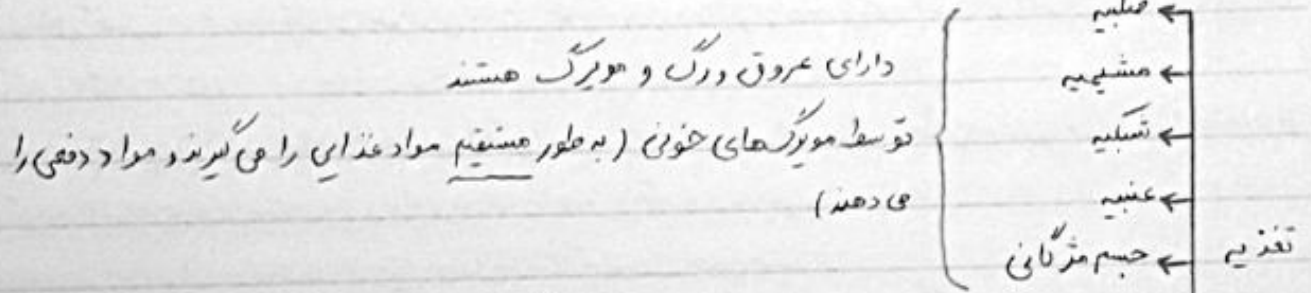 صلبیه
مشیمیه
شبکیه
عنبیه
تغذیه
جسم مژگانی
دارای عروق و رگ و مویرگ هستند
توسط مویرگ‌های خونی (به طور مستقیم مواد غذایی را می گیرند و مواد دفعی را
می دهند)